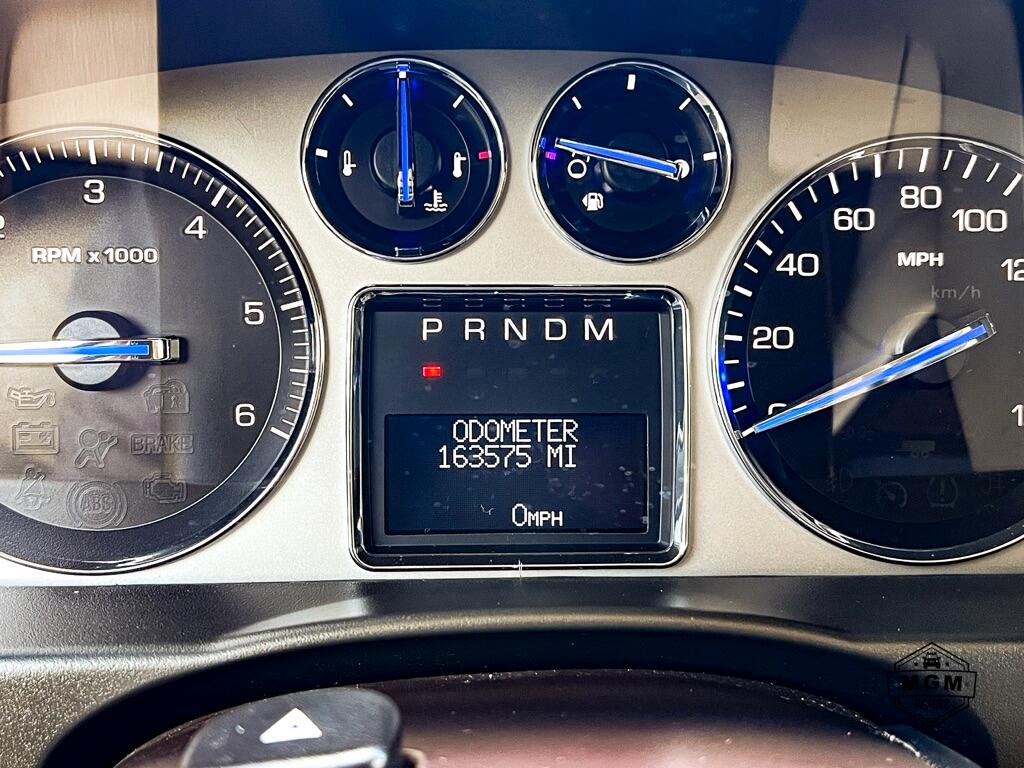 3
4
5
6
RPM x 1000
BRAKE
ABS
P R N D M
ODOMETER
163575 MI
0MPH
20
40
60
80
100
MPH
km/h
MGM